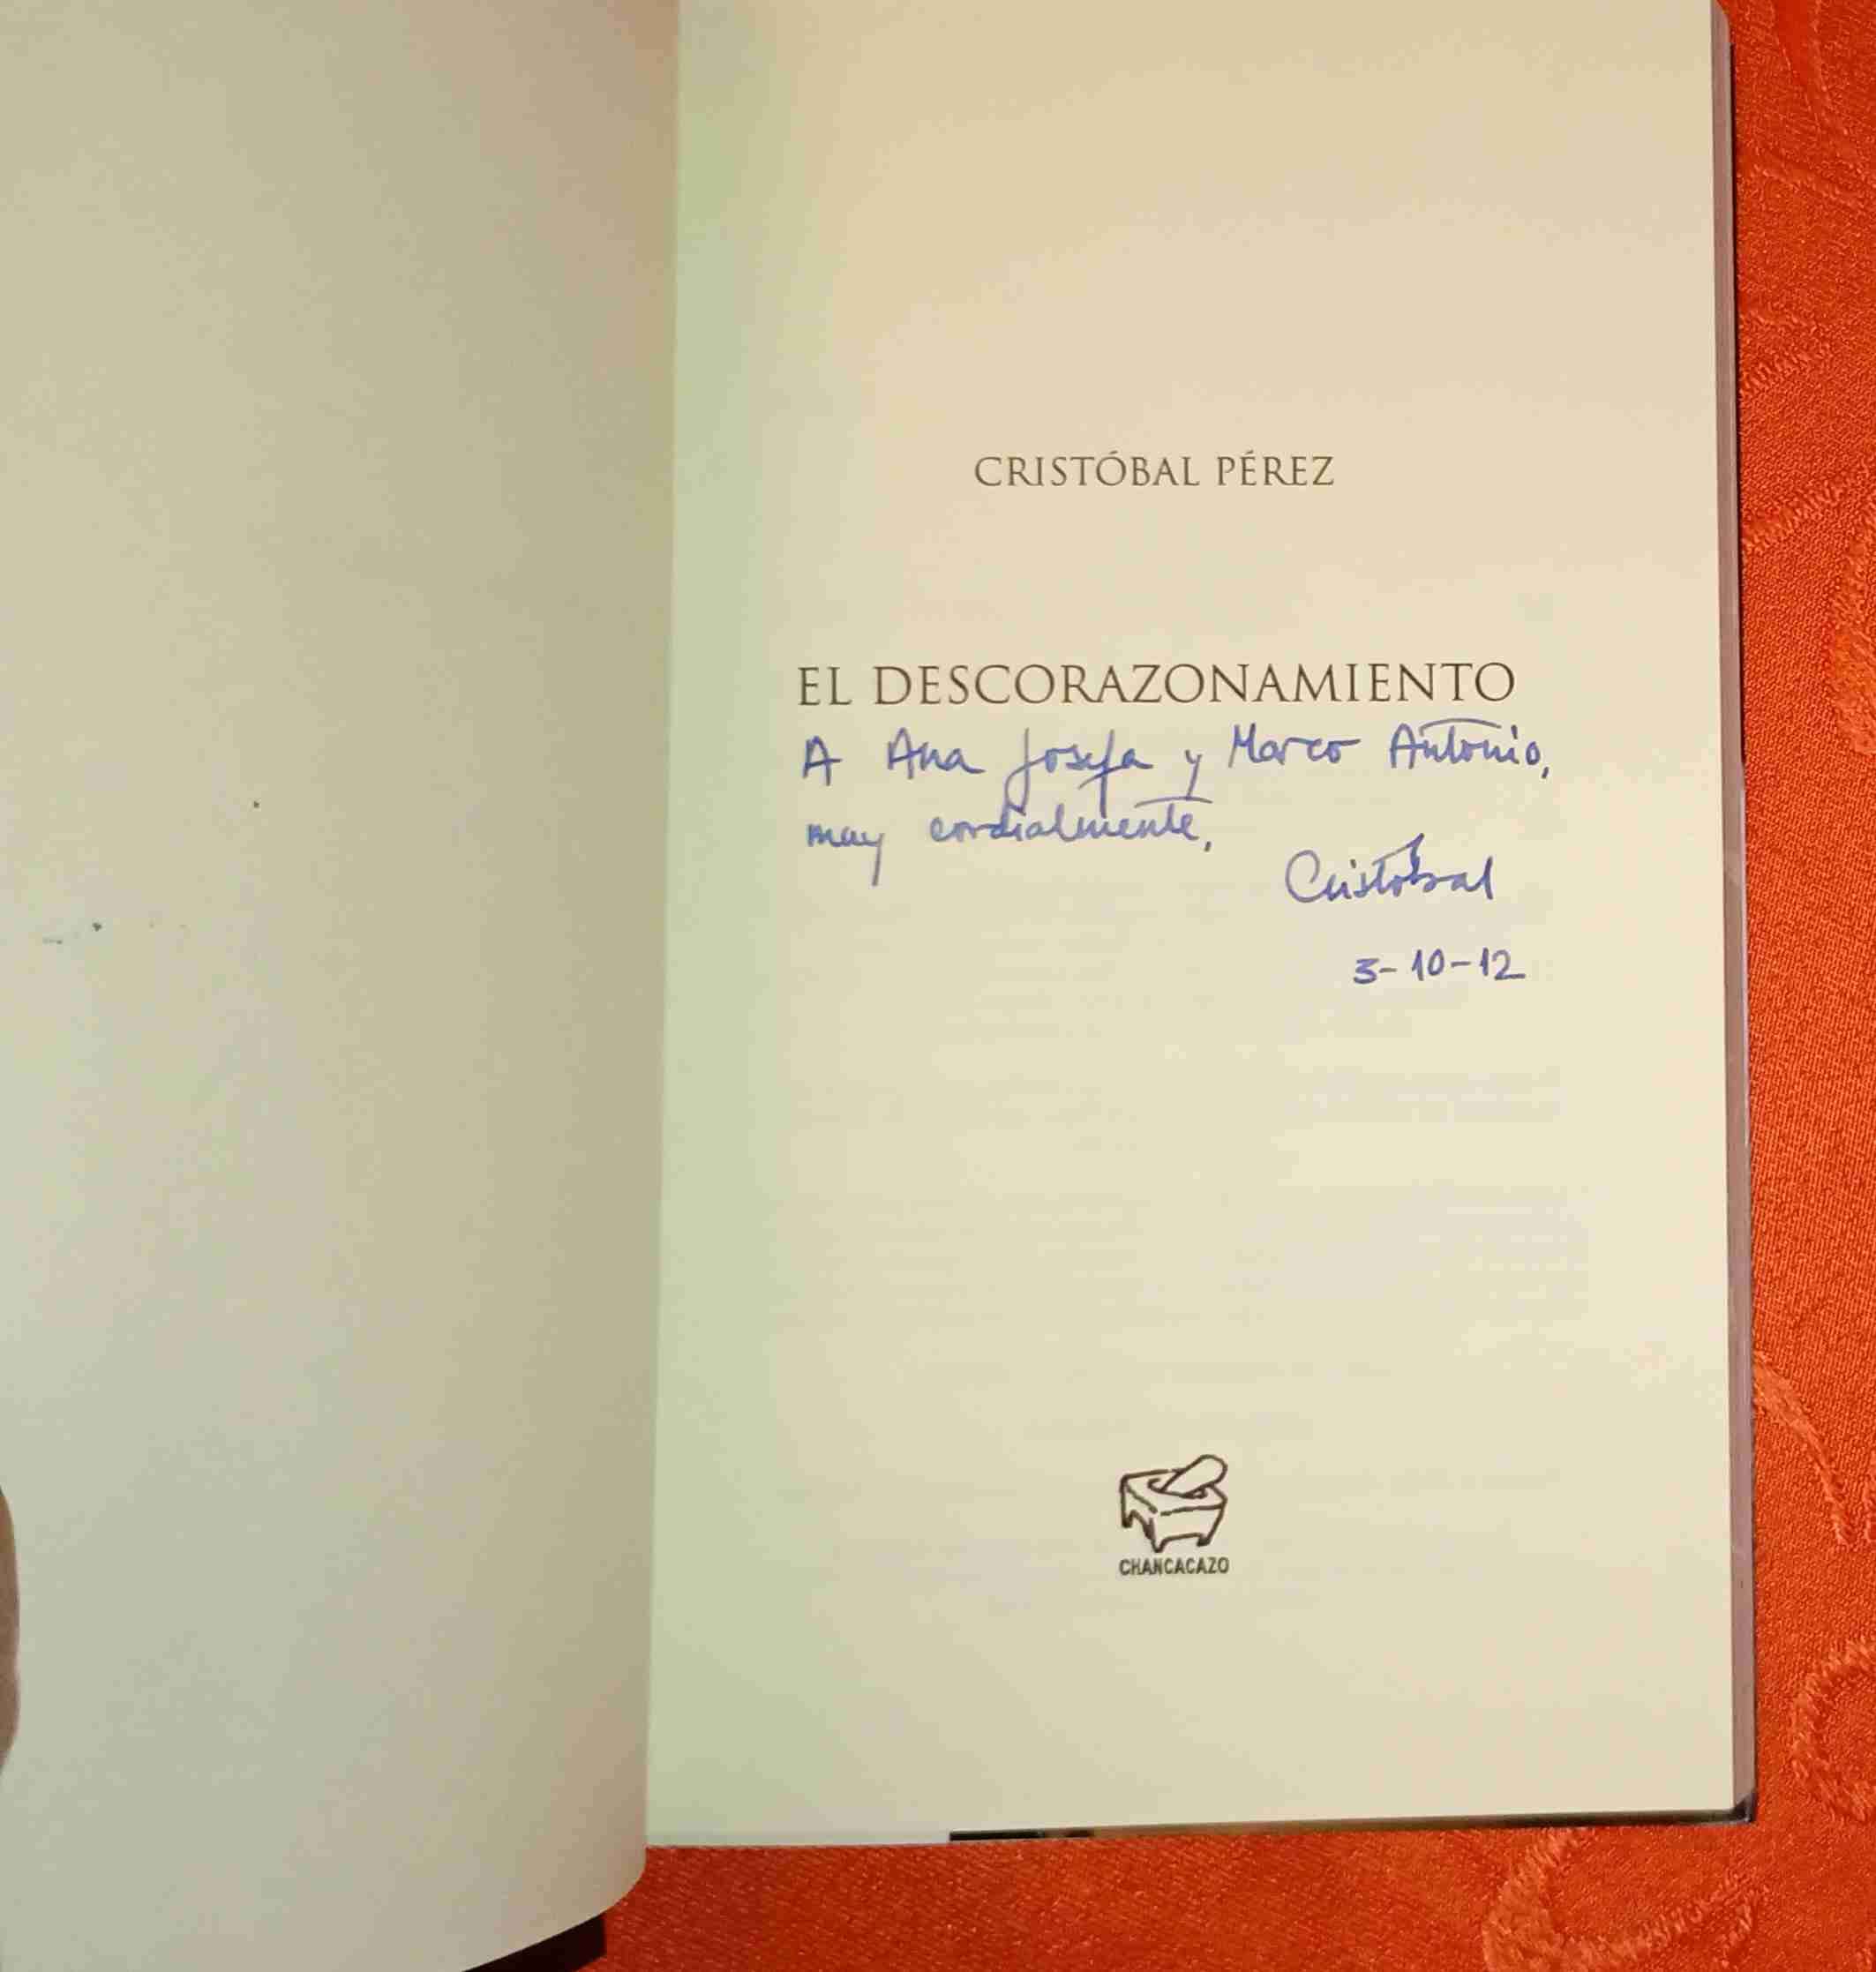 CRISTÓBAL PÉREZ
EL DESCORAZONAMIENTO
A Ana Josefa y Marco Antonio,
muy cordialmente,
Cristóbal
3-10-12
CHANCACAZO